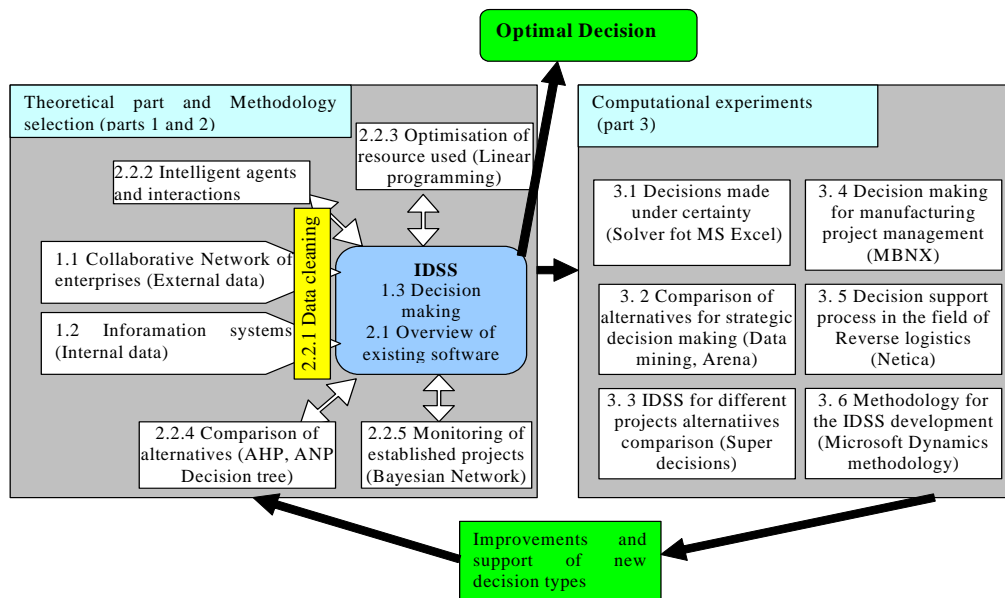 Optimal Decision
Theoretical part and Methodology
selection (parts 1 and 2)
2.2.3 Optimisation of
resource used (Linear
programming)
2.2.2 Intelligent agents
and interactions
1.1 Collaborative Network of
enterprises (External data)
1.2 Inforamation systems
(Internal data)
2.2.1 Data cleaning
IDSS
1.3 Decision
making
2.1 Overview of
existing software
2.2.4 Comparison of
alternatives (AHP, ANP
Decision tree)
2.2.5 Monitoring of
established projects
(Bayesian Network)
Computational experiments
(part 3)
3.1 Decisions made
under certainty
(Solver fot MS Excel)
3. 4 Decision making
for manufacturing
project management
(MBNX)
3. 2 Comparison of
alternatives for strategic
decision making (Data
mining, Arena)
3. 5 Decision support
process in the field of
Reverse logistics
(Netica)
3. 3 IDSS for different
projects alternatiives
comparison (Super
decisions)
3. 6 Methodology for
the IDSS development
(Microsoft Dynamics
methodology)
Improvements and
support of new
decision types